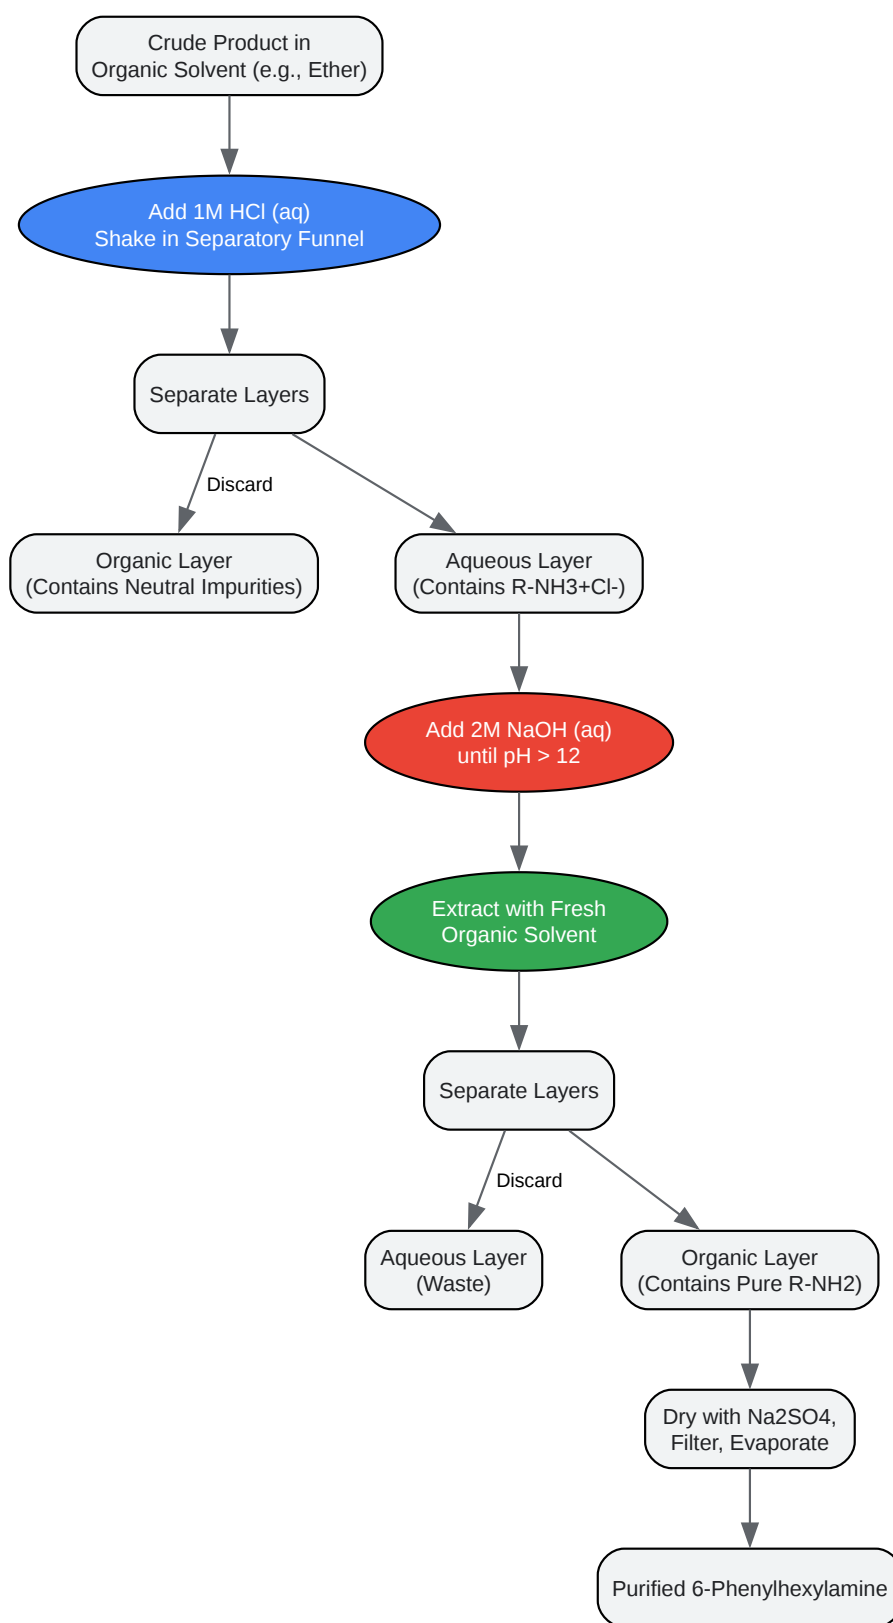 Crude Product in
Organic Solvent (e.g., Ether)
Add 1M HCl (aq)
Shake in Separatory Funnel
Separate Layers
Discard
Organic Layer
(Contains Neutral Impurities)
Aqueous Layer
(Contains R-NH3+Cl-)
Add 2M NaOH (aq)
until pH > 12
Extract with Fresh
Organic Solvent
Separate Layers
Discard
Aqueous Layer
(Waste)
Organic Layer
(Contains Pure R-NH2)
Dry with Na2SO4,
Filter, Evaporate
Purified 6-Phenylhexylamine